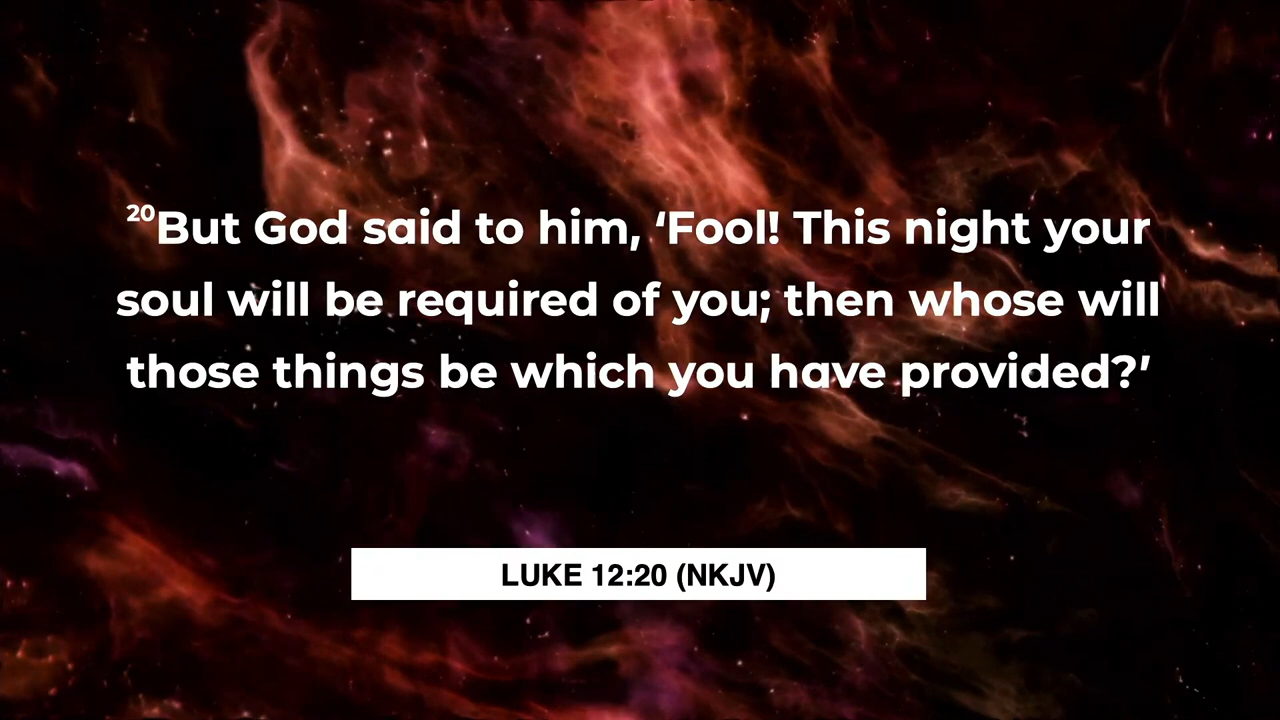 ²⁰But God said to him, ‘Fool! This night your
soul will be required of you; then whose will
those things be which you have provided?’
LUKE 12:20 (NKJV)